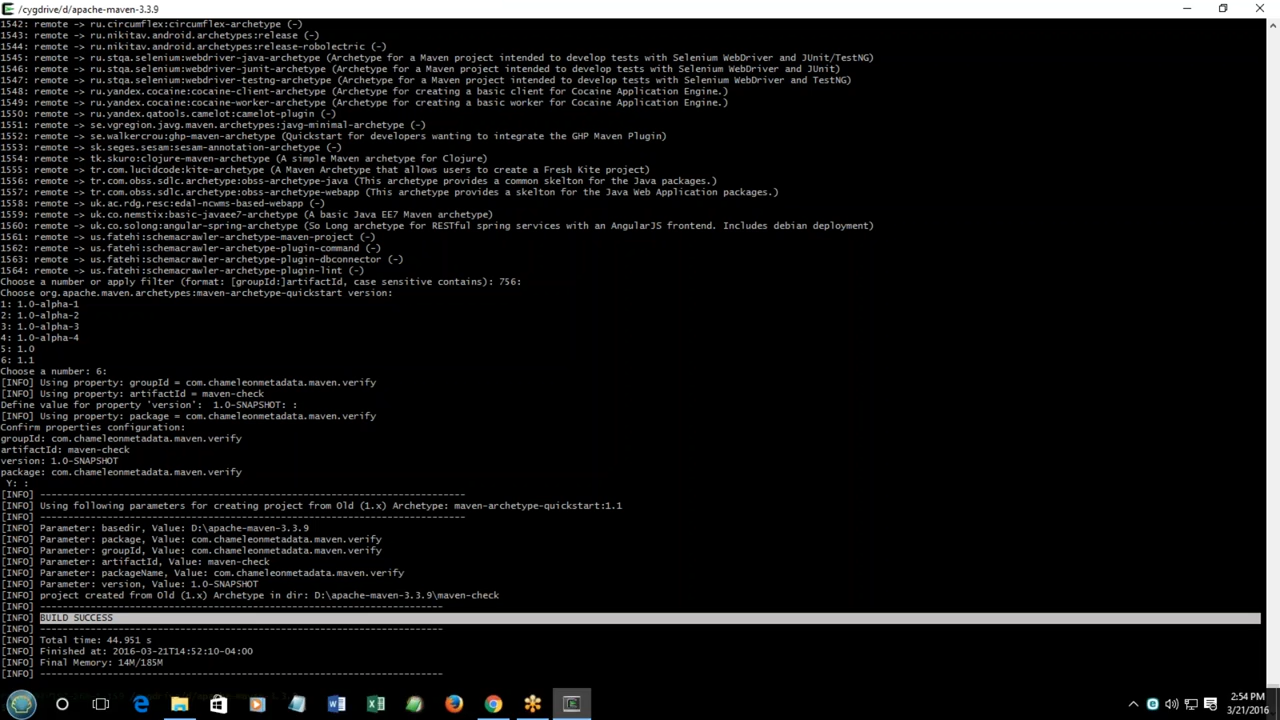 /cygdrive/d/apache-maven-3.3.9
1542: remote -> ru.circumflex:circumflex-archetype (-)
1543: remote -> ru.nikitav.android.archetypes:release (-)
1544: remote -> ru.nikitav.android.archetypes:release-robolectric (-)
1545: remote -> ru.stqa.selenium:webdriver-java-archetype (Archetype for a Maven project intended to develop tests with Selenium WebDriver and JUnit/TestNG)
1546: remote -> ru.stqa.selenium:webdriver-junit-archetype (Archetype for a Maven project intended to develop tests with Selenium WebDriver and JUnit)
1547: remote -> ru.stqa.selenium:webdriver-testng-archetype (Archetype for a Maven project intended to develop tests with Selenium WebDriver and TestNG)
1548: remote -> ru.yandex.cocaine:cocaine-client-archetype (Archetype for creating a basic client for Cocaine Application Engine.)
1549: remote -> ru.yandex.cocaine:cocaine-worker-archetype (Archetype for creating a basic worker for Cocaine Application Engine.)
1550: remote -> ru.yandex.qatools.camelot:camelot-plugin (-)
1551: remote -> se.vgregion.javg.maven.archetypes:javg-minimal-archetype (-)
1552: remote -> se.walkercrou:ghp-maven-archetype (Quickstart for developers wanting to integrate the GHP Maven Plugin)
1553: remote -> sk.seges.sesam:sesam-annotation-archetype (-)
1554: remote -> tk.skuro:clojure-maven-archetype (A simple Maven archetype for Clojure)
1555: remote -> tr.com.lucidcode:kite-archetype (A Maven Archetype that allows users to create a Fresh Kite project)
1556: remote -> tr.com.obss.sdlc.archetype:obss-archetype-java (This archetype provides a common skelton for the Java packages.)
1557: remote -> tr.com.obss.sdlc.archetype:obss-archetype-webapp (This archetype provides a skelton for the Java Web Application packages.)
1558: remote -> uk.ac.rdg.resc:edal-ncwms-based-webapp (-)
1559: remote -> uk.co.nemstix:basic-javaee7-archetype (A basic Java EE7 Maven archetype)
1560: remote -> uk.co.solong:angular-spring-archetype (So Long archetype for RESTful spring services with an AngularJS frontend. Includes debian deployment)
1561: remote -> us.fatehi:schemacrawler-archetype-maven-project (-)
1562: remote -> us.fatehi:schemacrawler-archetype-plugin-command (-)
1563: remote -> us.fatehi:schemacrawler-archetype-plugin-dbconnector (-)
1564: remote -> us.fatehi:schemacrawler-archetype-plugin-lint (-)
Choose a number or apply filter (format: [groupId:]artifactId, case sensitive contains): 756:
Choose org.apache.maven.archetypes:maven-archetype-quickstart version:
1: 1.0-alpha-1
2: 1.0-alpha-2
3: 1.0-alpha-3
4: 1.0-alpha-4
5: 1.0
6: 1.1
Choose a number: 6:
[INFO] Using property: groupId = com.chameleonmetadata.maven.verify
[INFO] Using property: artifactId = maven-check
Define value for property 'version':  1.0-SNAPSHOT: :
[INFO] Using property: package = com.chameleonmetadata.maven.verify
Confirm properties configuration:
groupId: com.chameleonmetadata.maven.verify
artifactId: maven-check
version: 1.0-SNAPSHOT
package: com.chameleonmetadata.maven.verify
 Y: :
[INFO] ----------------------------------------------------------------------------
[INFO] Using following parameters for creating project from Old (1.x) Archetype: maven-archetype-quickstart:1.1
[INFO] ----------------------------------------------------------------------------
[INFO] Parameter: basedir, Value: D:\apache-maven-3.3.9
[INFO] Parameter: package, Value: com.chameleonmetadata.maven.verify
[INFO] Parameter: groupId, Value: com.chameleonmetadata.maven.verify
[INFO] Parameter: artifactId, Value: maven-check
[INFO] Parameter: packageName, Value: com.chameleonmetadata.maven.verify
[INFO] Parameter: version, Value: 1.0-SNAPSHOT
[INFO] project created from Old (1.x) Archetype in dir: D:\apache-maven-3.3.9\maven-check
[INFO] ------------------------------------------------------------------------
[INFO] BUILD SUCCESS
[INFO] ------------------------------------------------------------------------
[INFO] Total time: 44.951 s
[INFO] Finished at: 2016-03-21T14:52:10-04:00
[INFO] Final Memory: 14M/185M
[INFO] ------------------------------------------------------------------------
2:54 PM
3/21/2016